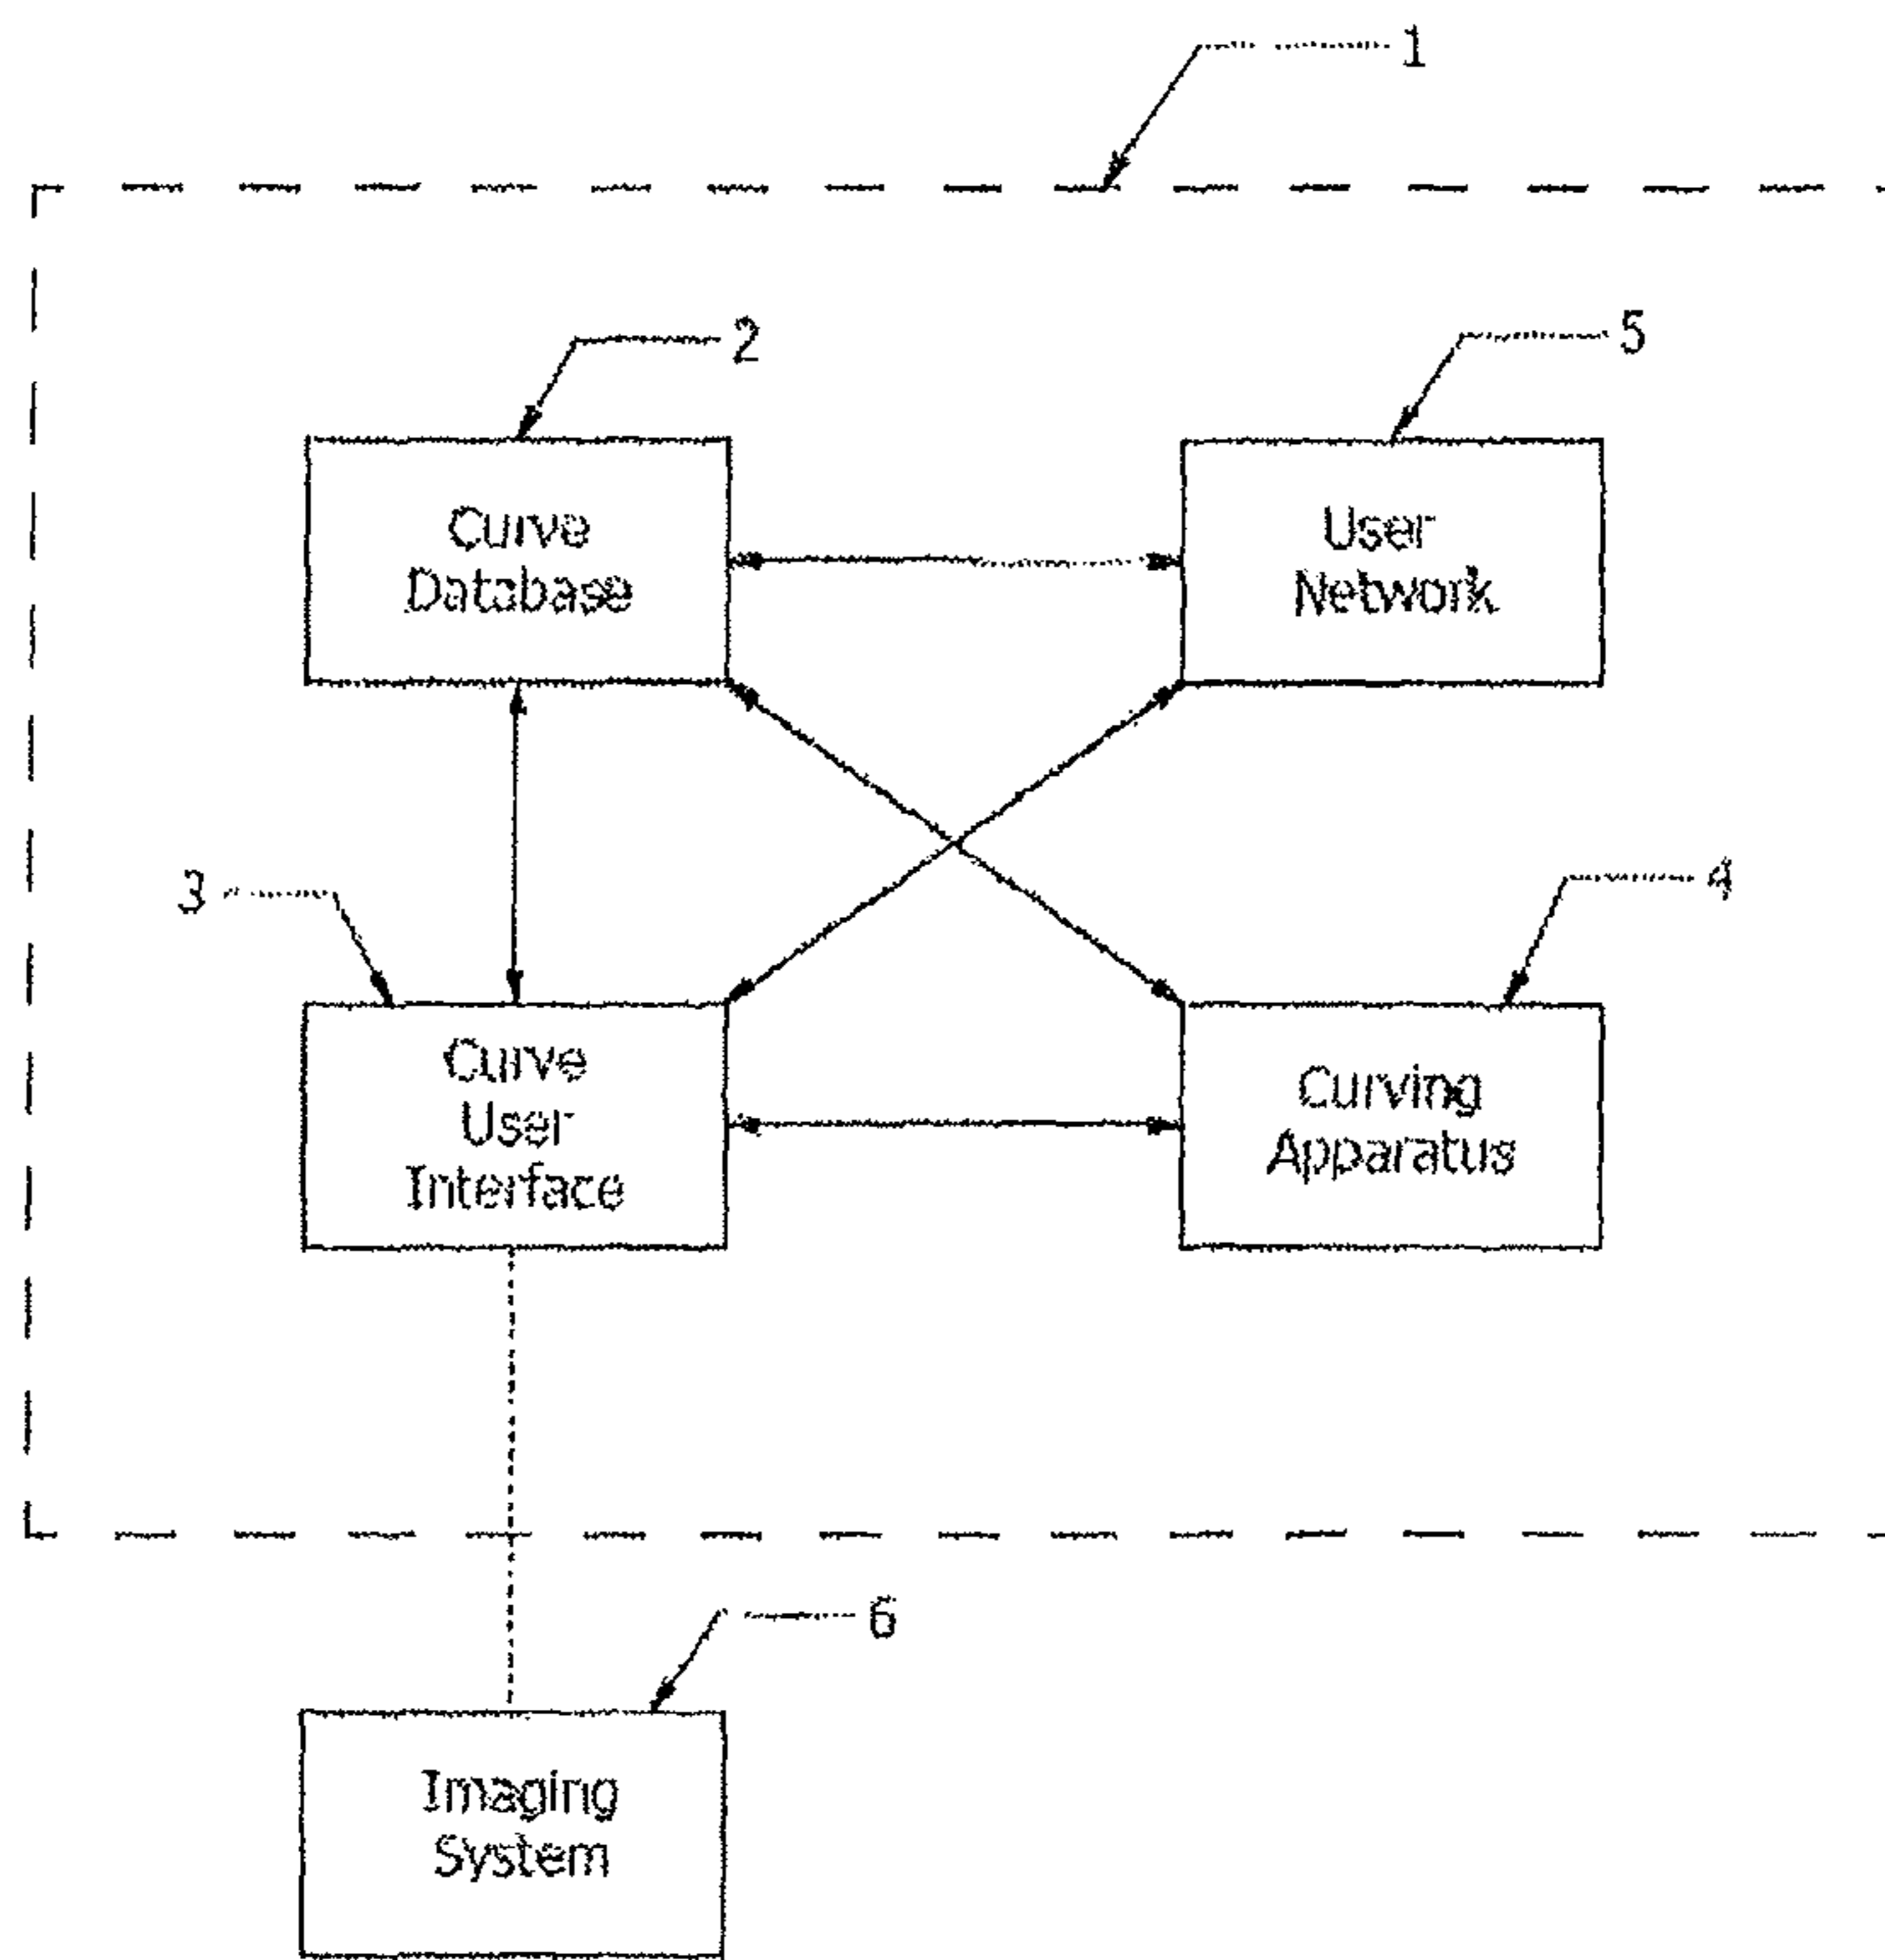 1
2
5
Curve
Database
User
Network
3
4
Curve
User
Interface
Curving
Apparatus
6
Imaging
System